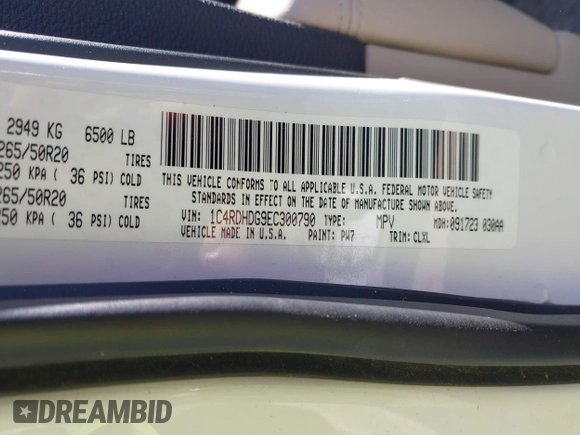 2949 KG 6500 LB
265/50R20 TIRES
250 KPA ( 36 PSI) COLD
265/50R20 TIRES
250 KPA ( 36 PSI) COLD
THIS VEHICLE CONFORMS TO ALL APPLICABLE U.S.A. FEDERAL MOTOR VEHICLE SAFETY
STANDARDS IN EFFECT ON THE DATE OF MANUFACTURE SHOWN ABOVE.
VIN: 1C4RDHDG9EC300790 TYPE: MPV MDH:091723 030AA
VEHICLE MADE IN U.S.A. PAINT: PW7 TRIM: CLXL
DREAMBID